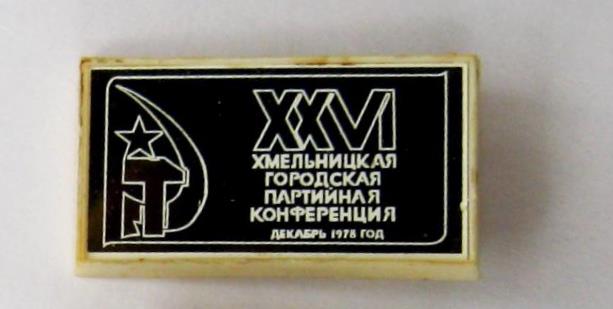 XXVI
ХМЕЛЬНИЦКАЯ
ГОРОДСКАЯ
ПАРТИЙНАЯ
КОНФЕРЕНЦИЯ
ДЕКАБРЬ 1978 ГОД